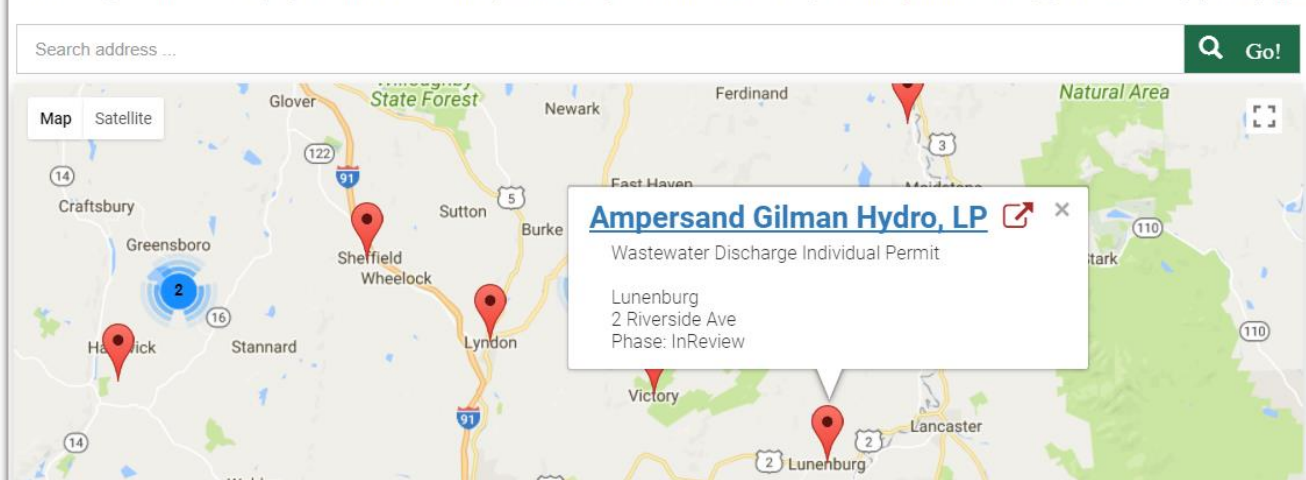 Search address ...
Go!
Map
Satellite
Glover
State Forest
Newark
Ferdinand
Natural Area
122
3
14
91
East Haven
5
Craftsbury
Sutton
Burke
Ampersand Gilman Hydro, LP
×
110
Greensboro
Wastewater Discharge Individual Permit
Sheffield
Wheelock
2
Lunenburg
16
2 Riverside Ave
110
Stannard
Lyndon
Phase: InReview
Victory
91
Lancaster
14
2
2
Lunenburg